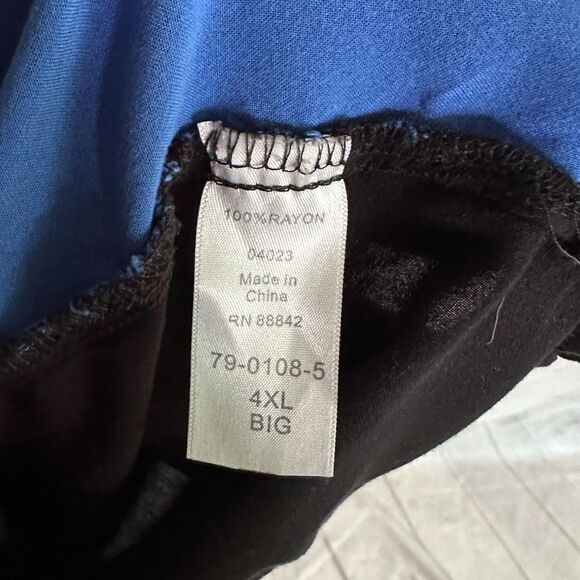 100%RAYON
04023
Made in
China
RN 88842
79-0108-5
4XL
BIG